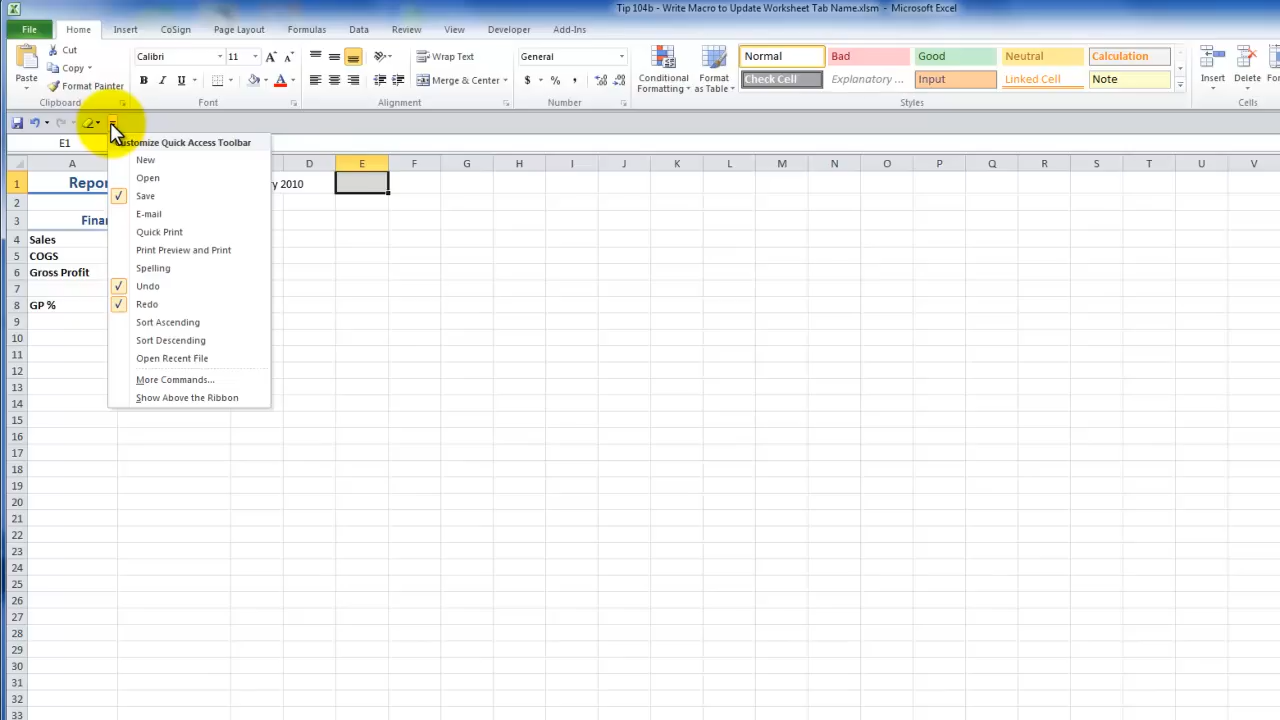 Tip 104b - Write Macro to Update Worksheet Tab Name.xlsm - Microsoft Excel
File Home Insert CoSign Page Layout Formulas Data Review View Developer Add-Ins
Paste
Cut
Copy
Format Painter
Clipboard
Calibri 11
B I U
Font
Wrap Text
Merge & Center
Alignment
General
$ % ,
Number
Conditional Formatting
Format as Table
Normal Bad Good Neutral Calculation
Check Cell Explanatory ... Input Linked Cell Note
Styles
Insert
Delete
Cells
E1
Customize Quick Access Toolbar
New
Open
Save
E-mail
Quick Print
Print Preview and Print
Spelling
Undo
Redo
Sort Ascending
Sort Descending
Open Recent File
More Commands...
Show Above the Ribbon
A D E F G H I J K L M N O P Q R S T U V
1
2
3
4 Sales
5 COGS
6 Gross Profit
7
8 GP %
9
10
11
12
13
14
15
16
17
18
19
20
21
22
23
24
25
26
27
28
29
30
31
32
33
2010